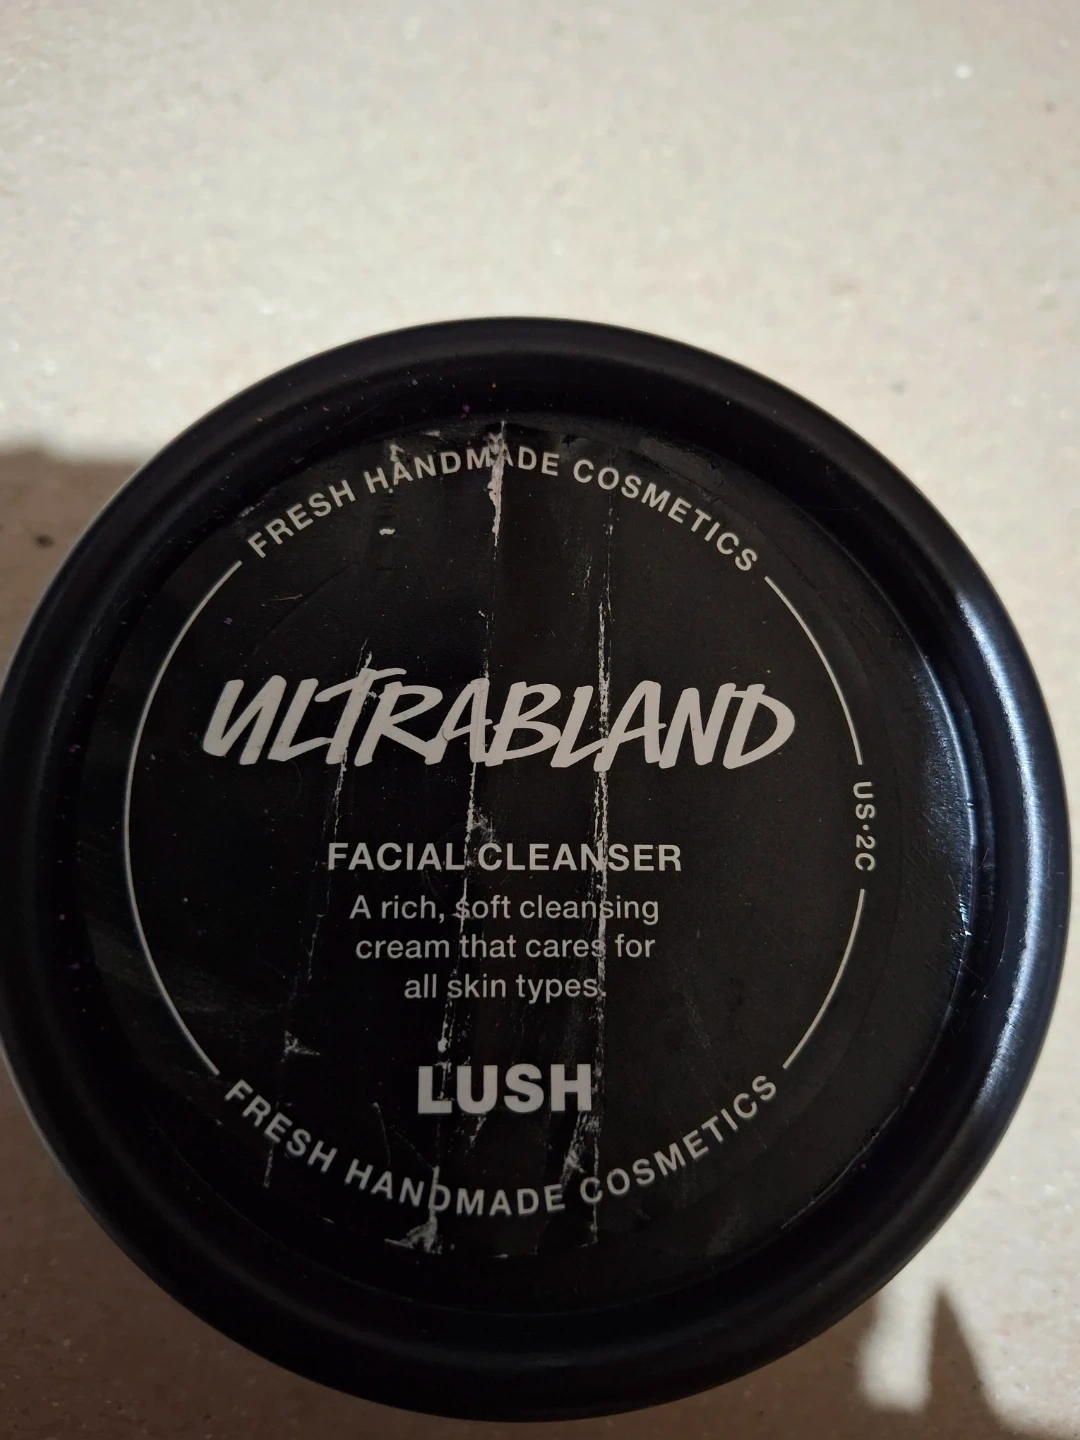 FRESH HANDMADE COSMETICS
ULTRABLAND
US•2C
FACIAL CLEANSER
A rich, soft cleansing
cream that cares for
all skin types.
LUSH
FRESH HANDMADE COSMETICS